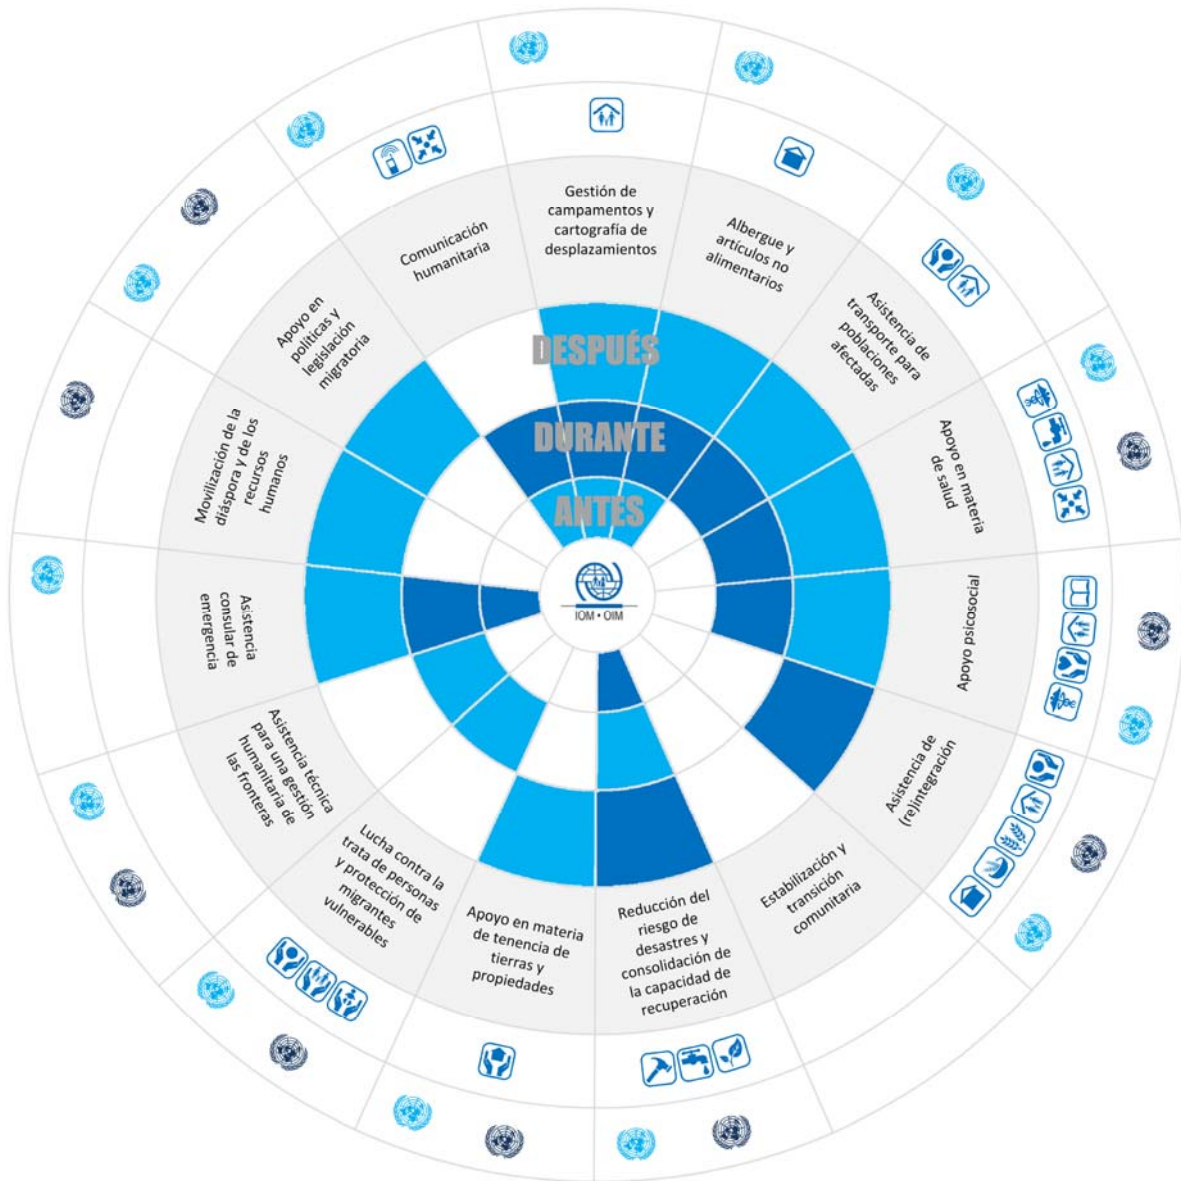 Gestión de
campamentos y
cartografía de
desplazamientos
Albergue y
artículos no
alimentarios
Asistencia de
transporte para
poblaciones
afectadas
Apoyo en materia
de salud
Apoyo psicosocial
Asistencia de
(re)integración
Estabilización y
transición
comunitaria
Reducción del
riesgo de
desastres y
consolidación de
la capacidad de
recuperación
Apoyo en materia
de tenencia de
tierras y
propiedades
Lucha contra la
trata de personas
y protección de
migrantes
vulnerables
Asistencia técnica
para una gestión
humanitaria de
las fronteras
Asistencia
consular de
emergencia
Movilización de la
diáspora y de los
recursos
humanos
Apoyo en
políticas y
legislación
migratoria
Comunicación
humanitaria
DESPUÉS
DURANTE
ANTES
IOM • OIM